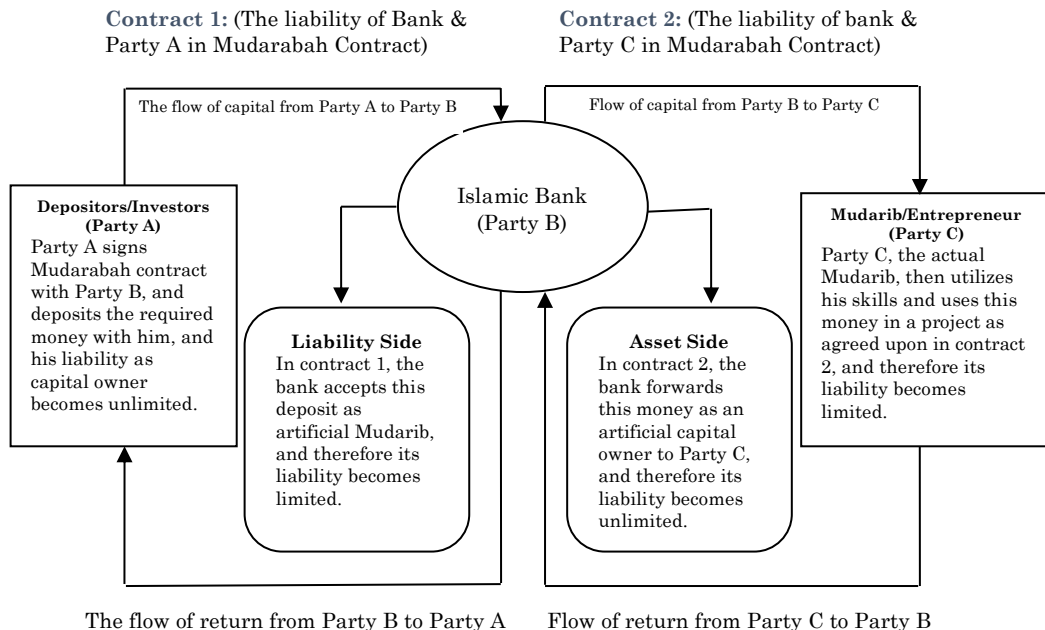 Contract 1: (The liability of Bank &
Party A in Mudarabah Contract)
Contract 2: (The liability of bank &
Party C in Mudarabah Contract)
The flow of capital from Party A to Party B
Flow of capital from Party B to Party C
Islamic Bank
(Party B)
Depositors/Investors
(Party A)
Party A signs
Mudarabah contract
with Party B, and
deposits the required
money with him, and
his liability as
capital owner
becomes unlimited.
Liability Side
In contract 1, the
bank accepts this
deposit as
artificial Mudarib,
and therefore its
liability becomes
limited.
Asset Side
In contract 2, the
bank forwards
this money as an
artificial capital
owner to Party C,
and therefore its
liability becomes
unlimited.
Mudarib/Entrepreneur
(Party C)
Party C, the actual
Mudarib, then utilizes
his skills and uses this
money in a project as
agreed upon in contract
2, and therefore its
liability becomes
limited.
The flow of return from Party B to Party A
Flow of return from Party C to Party B